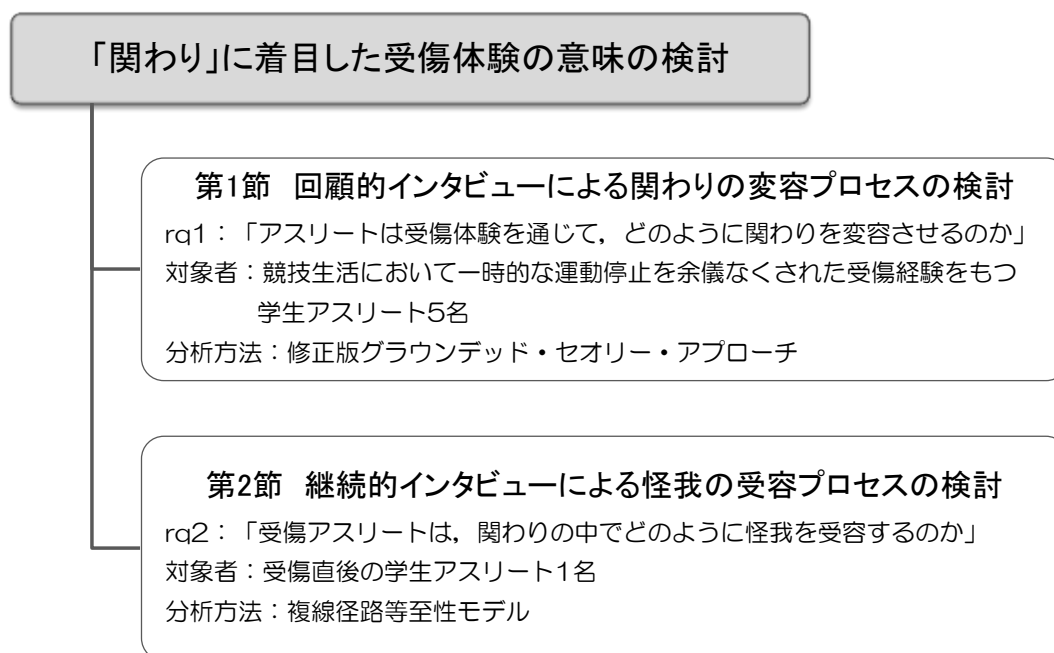 「関わり」に着目した受傷体験の意味の検討
第1節　回顧的インタビューによる関わりの変容プロセスの検討
rq1：「アスリートは受傷体験を通じて，どのように関わりを変容させるのか」
対象者：競技生活において一時的な運動停止を余儀なくされた受傷経験をもつ
学生アスリート5名
分析方法：修正版グラウンデッド・セオリー・アプローチ
第2節　継続的インタビューによる怪我の受容プロセスの検討
rq2：「受傷アスリートは，関わりの中でどのように怪我を受容するのか」
対象者：受傷直後の学生アスリート1名
分析方法：複線径路等至性モデル